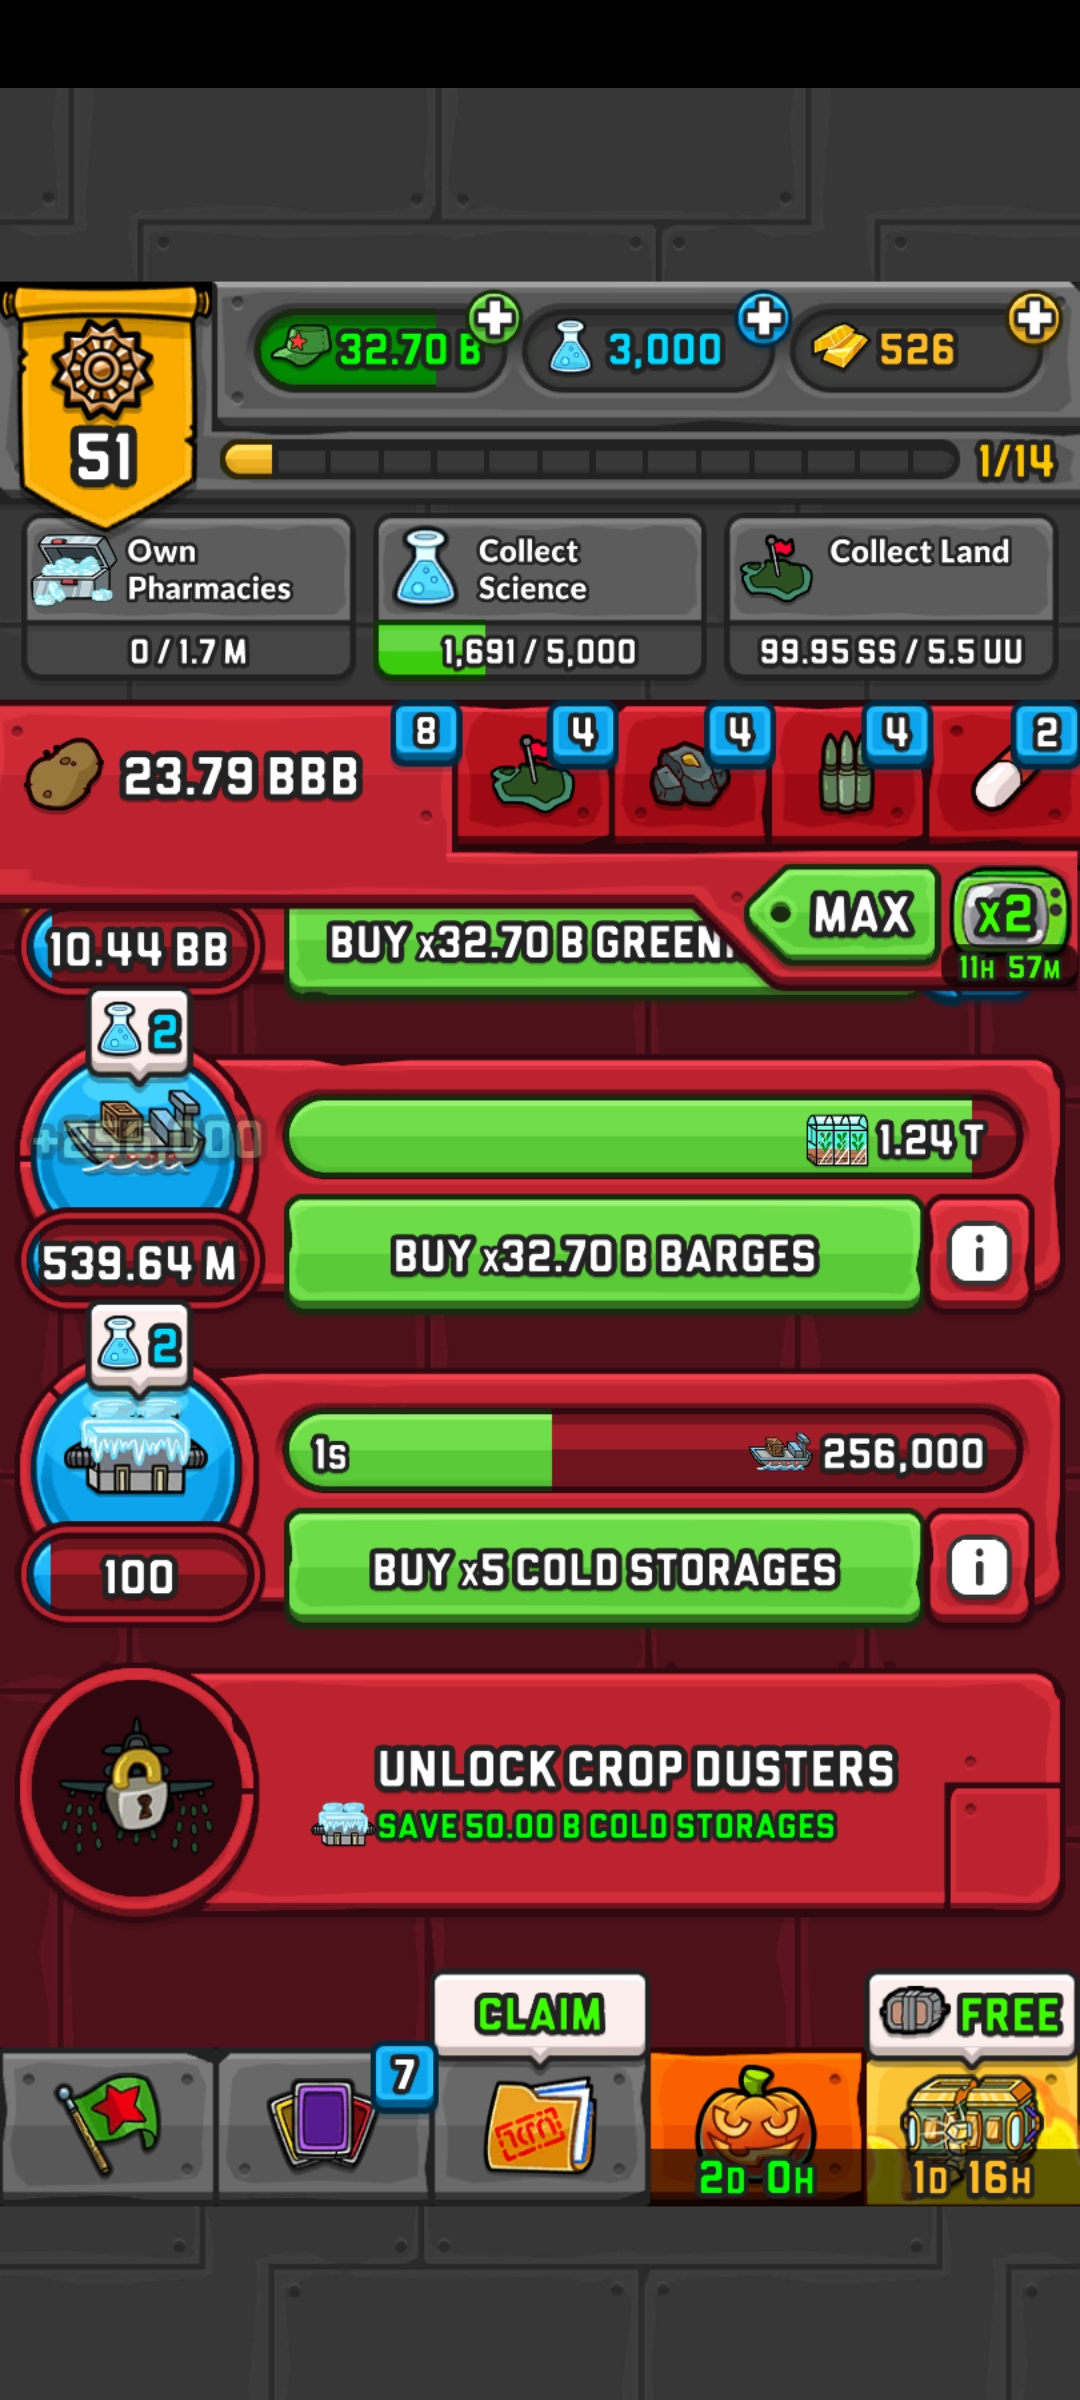 32.70 B
3,000
526
51
1/14
Own
Pharmacies
0 / 1.7 M
Collect
Science
1,691 / 5,000
Collect Land
99.95 SS / 5.5 UU
23.79 BBB
8
4
4
4
2
MAX
x2
11H 57M
10.44 BB
BUY x32.70 B GREEN
2
1.24 T
539.64 M
BUY x32.70 B BARGES
i
2
1s
256,000
100
BUY x5 COLD STORAGES
i
UNLOCK CROP DUSTERS
SAVE 50.00 B COLD STORAGES
CLAIM
FREE
7
2D 0H
1D 16H